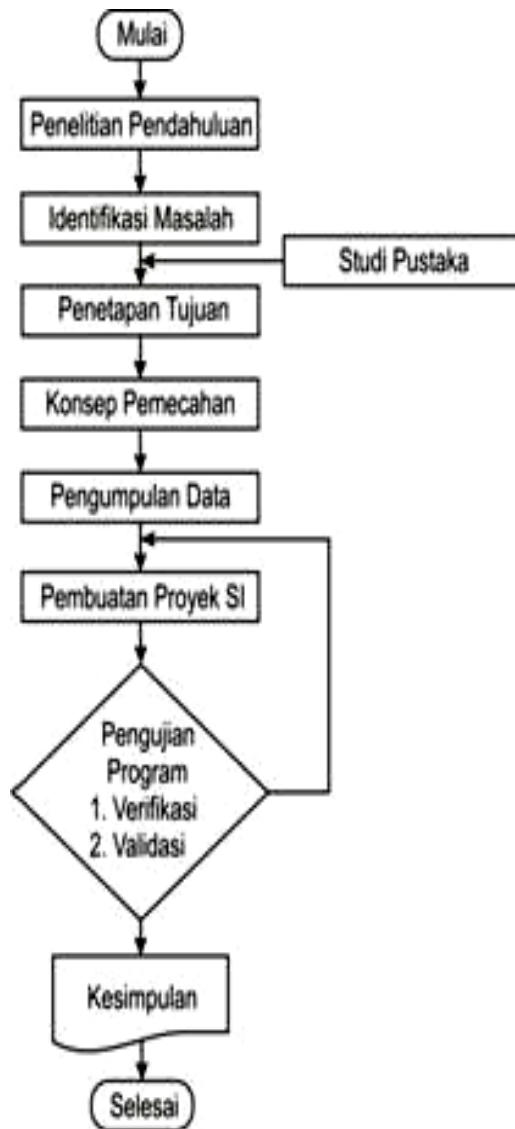 Mulai
Penelitian Pendahuluan
Identifikasi Masalah
Studi Pustaka
Penetapan Tujuan
Konsep Pemecahan
Pengumpulan Data
Pembuatan Proyek SI
Pengujian
Program
1. Verifikasi
2. Validasi
Kesimpulan
Selesai